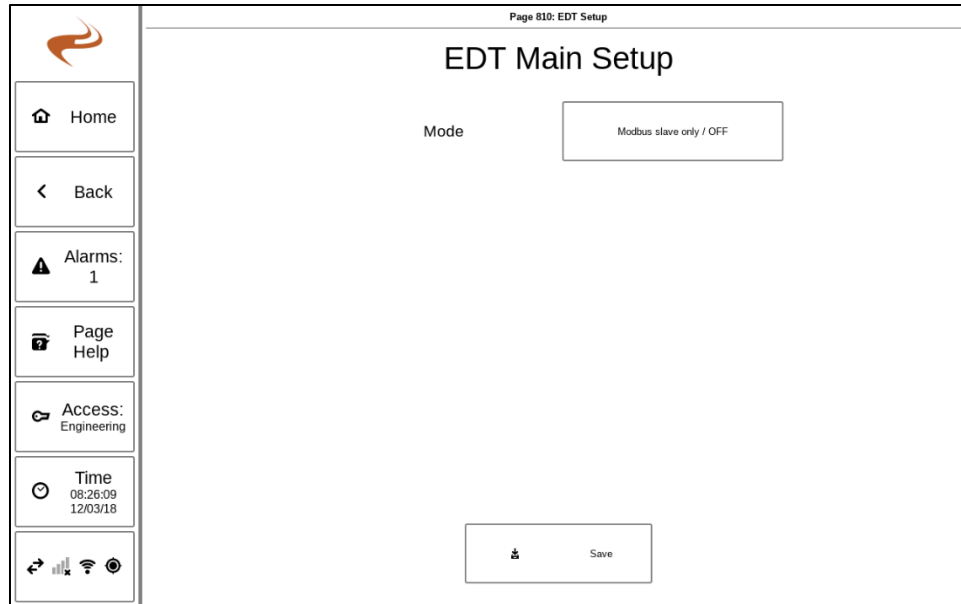 Page 810: EDT Setup
EDT Main Setup
Home
Back
Alarms:
1
Page
Help
Access:
Engineering
Time
08:26:09
12/03/18
Mode
Modbus slave only / OFF
Save